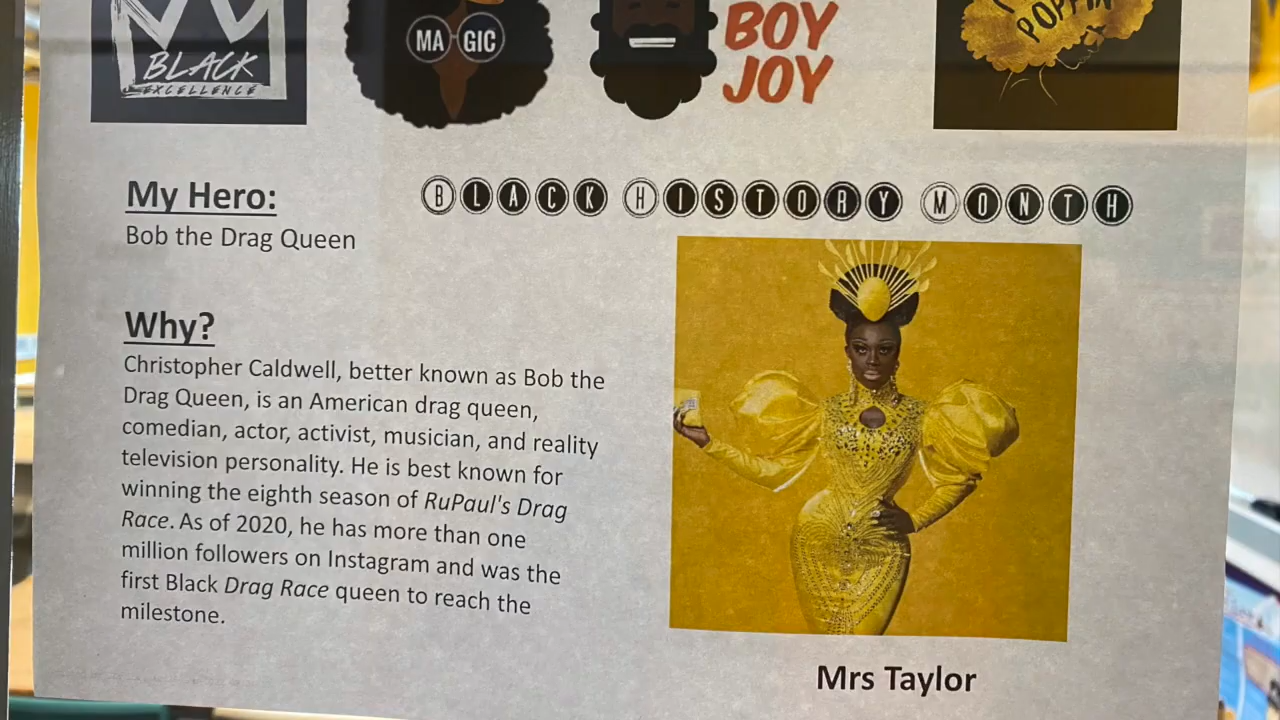 BLACK
EXCELLENCE
MA GIC
BOY
JOY
POPPIN
My Hero:
Bob the Drag Queen
BLACK HISTORY MONTH
Why?
Christopher Caldwell, better known as Bob the
Drag Queen, is an American drag queen,
comedian, actor, activist, musician, and reality
television personality. He is best known for
winning the eighth season of RuPaul's Drag
Race. As of 2020, he has more than one
million followers on Instagram and was the
first Black Drag Race queen to reach the
milestone.
Mrs Taylor